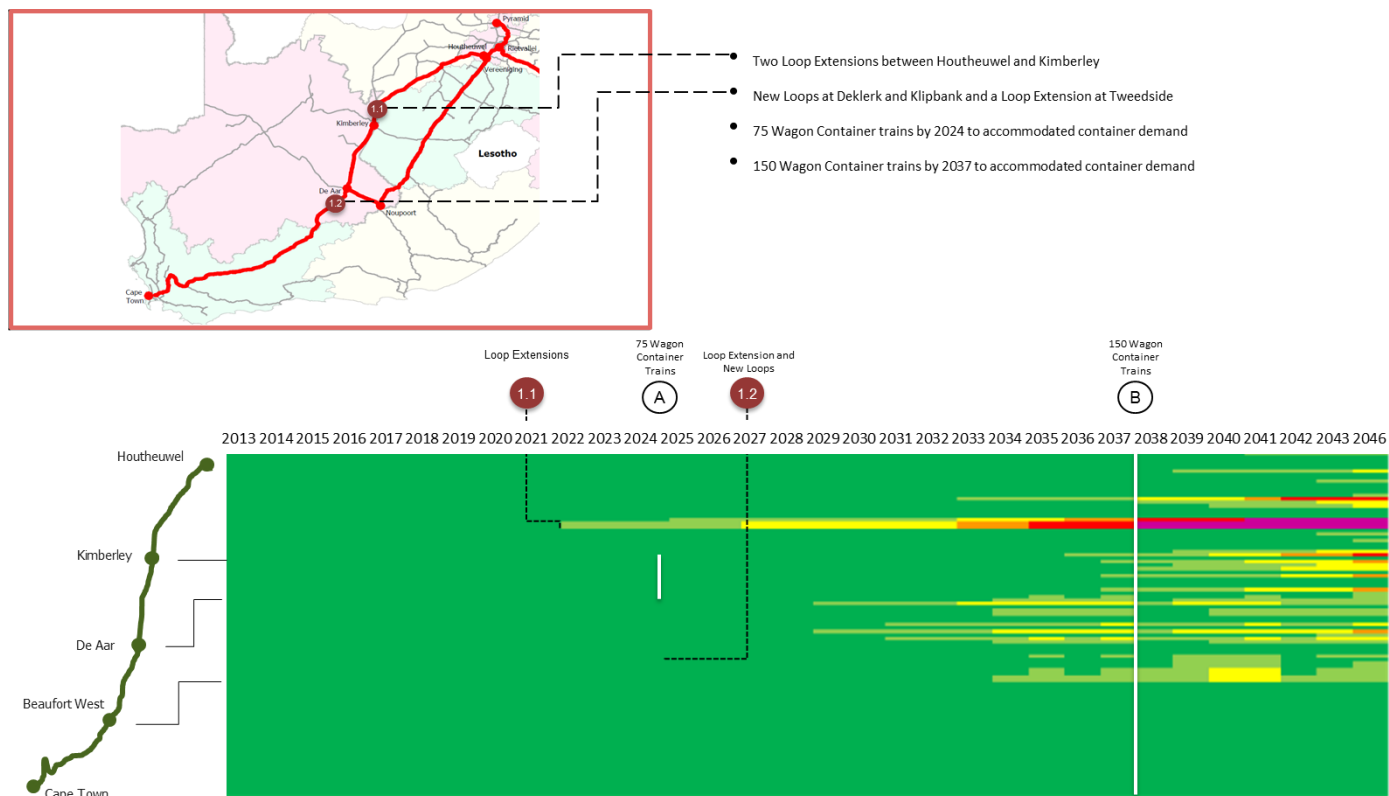 Pyramid
Houtheuwel
Rietvallei
Vereeniging
1.1
Kimberley
Lesotho
De Aar
1.2
Noupoort
Cape
Town
• Two Loop Extensions between Houtheuwel and Kimberley
• New Loops at Deklerk and Klipbank and a Loop Extension at Tweedside
• 75 Wagon Container trains by 2024 to accommodated container demand
• 150 Wagon Container trains by 2037 to accommodated container demand
Loop Extensions
1.1
75 Wagon
Container
Trains
A
Loop Extension and
New Loops
1.2
150 Wagon
Container
Trains
B
2013 2014 2015 2016 2017 2018 2019 2020 2021 2022 2023 2024 2025 2026 2027 2028 2029 2030 2031 2032 2033 2034 2035 2036 2037 2038 2039 2040 2041 2042 2043 2046
Houtheuwel
Kimberley
De Aar
Beaufort West
Cape Town